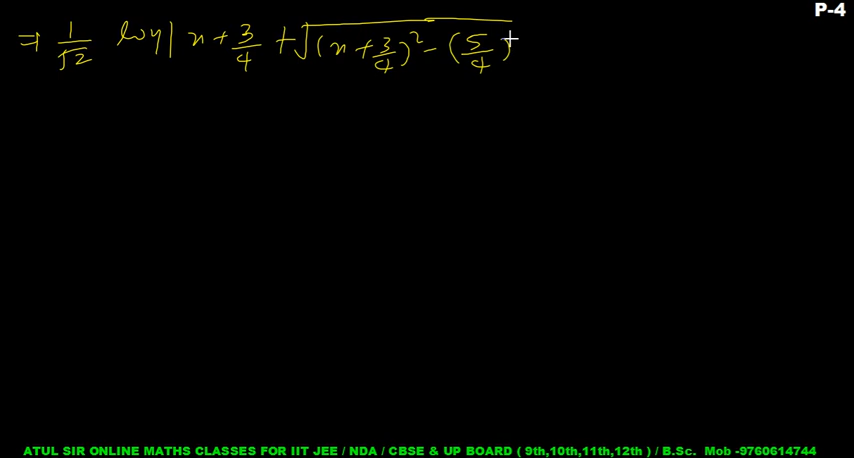 P-4
⇒ 1/√2 log| x + 3/4 + √(x + 3/4)² - (5/4)
ATUL SIR ONLINE MATHS CLASSES FOR IIT JEE / NDA / CBSE & UP BOARD ( 9th,10th,11th,12th ) / B.Sc. Mob -9760614744